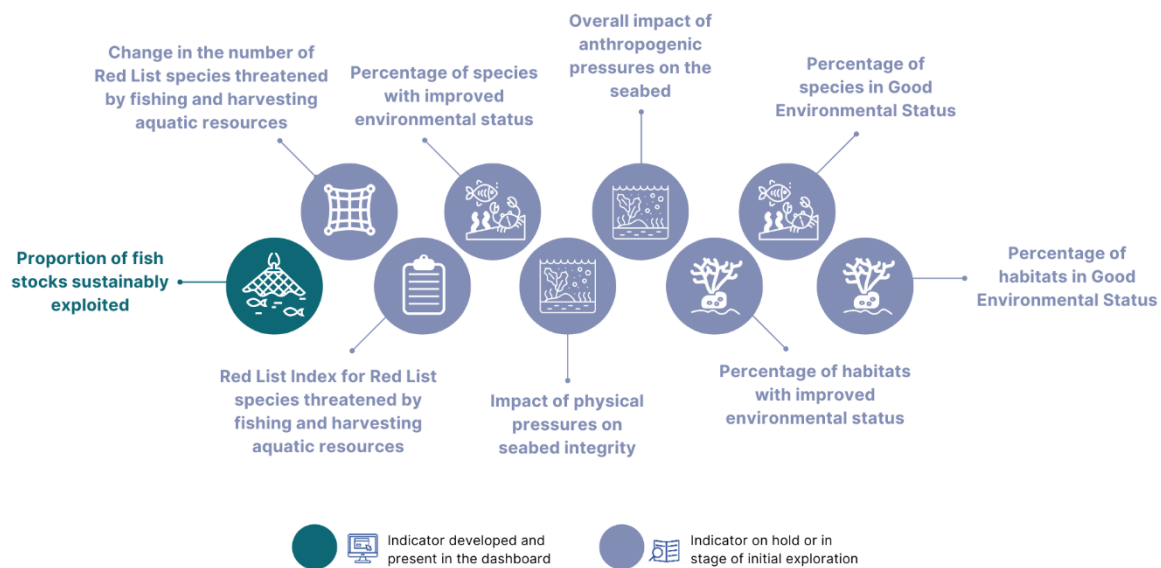 Change in the number of
Red List species threatened
by fishing and harvesting
aquatic resources
Percentage of species
with improved
environmental status
Overall impact of
anthropogenic
pressures on the
seabed
Percentage of
species in Good
Environmental Status
Proportion of fish
stocks sustainably
exploited
Percentage of
habitats in Good
Environmental Status
Red List Index for Red List
species threatened by
fishing and harvesting
aquatic resources
Impact of physical
pressures on
seabed integrity
Percentage of habitats
with improved
environmental status
Indicator developed and
present in the dashboard
Indicator on hold or in
stage of initial exploration